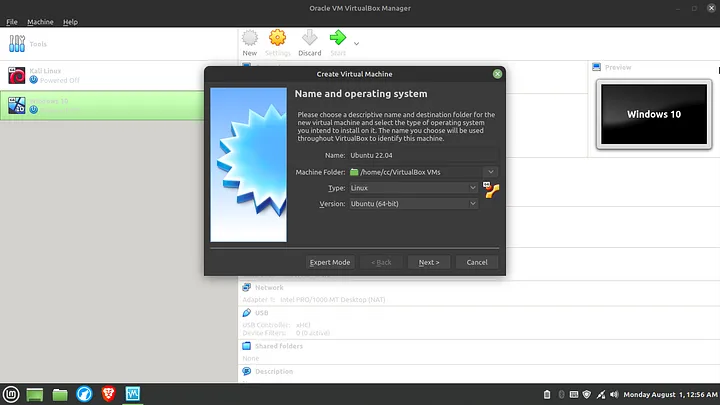 Oracle VM VirtualBox Manager
File Machine Help
Tools
New Settings Discard Start
Kali Linux
Powered Off
Windows 10
Preview
Windows 10
Create Virtual Machine
Name and operating system
Please choose a descriptive name and destination folder for the
new virtual machine and select the type of operating system
you intend to install on it. The name you choose will be used
throughout VirtualBox to identify this machine.
Name: Ubuntu 22.04
Machine Folder: /home/cc/VirtualBox VMs
Type: Linux
Version: Ubuntu (64-bit)
Expert Mode < Back Next > Cancel
Network
Adapter 1: Intel PRO/1000 MT Desktop (NAT)
USB
USB Controller: xHCI
Device Filters: 0 (0 active)
Shared folders
None
Description
Monday August 1, 12:56 AM